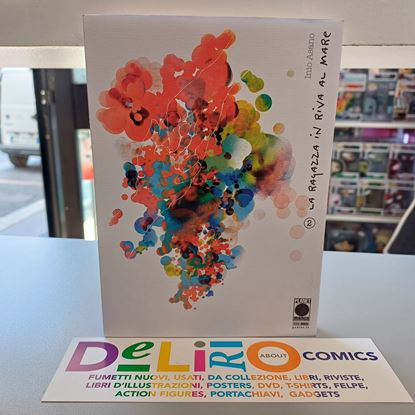 Inio Asano
LA RAGAZZA IN RIVA AL MARE
2
PLANET
MANGA
DeLiRiO ABOUT COMICS
FUMETTI NUOVI, USATI, DA COLLEZIONE, LIBRI, RIVISTE,
LIBRI D'ILLUSTRAZIONI, POSTERS, DVD, T-SHIRTS, FELPE,
ACTION FIGURES, PORTACHIAVI, GADGETS